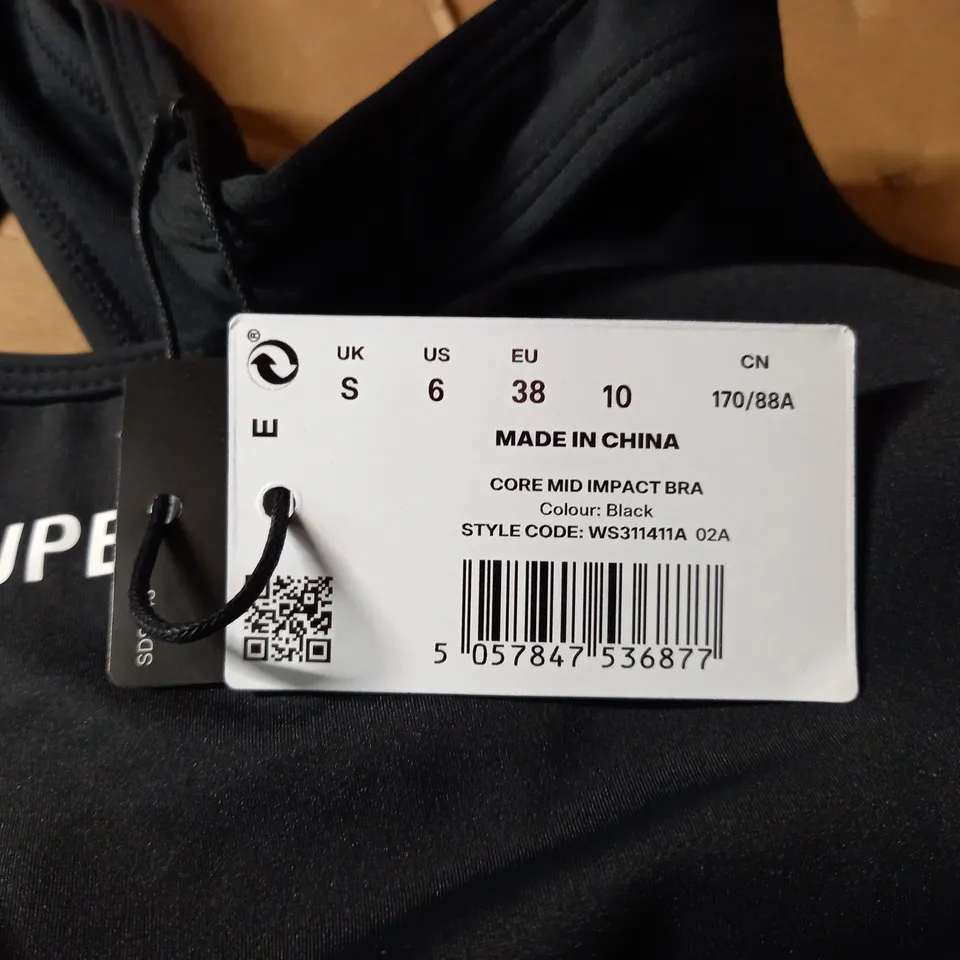 ®
UK US EU CN
S 6 38 10 170/88A
E
MADE IN CHINA
CORE MID IMPACT BRA
Colour: Black
STYLE CODE: WS311411A 02A
5 057847 536877
UPE